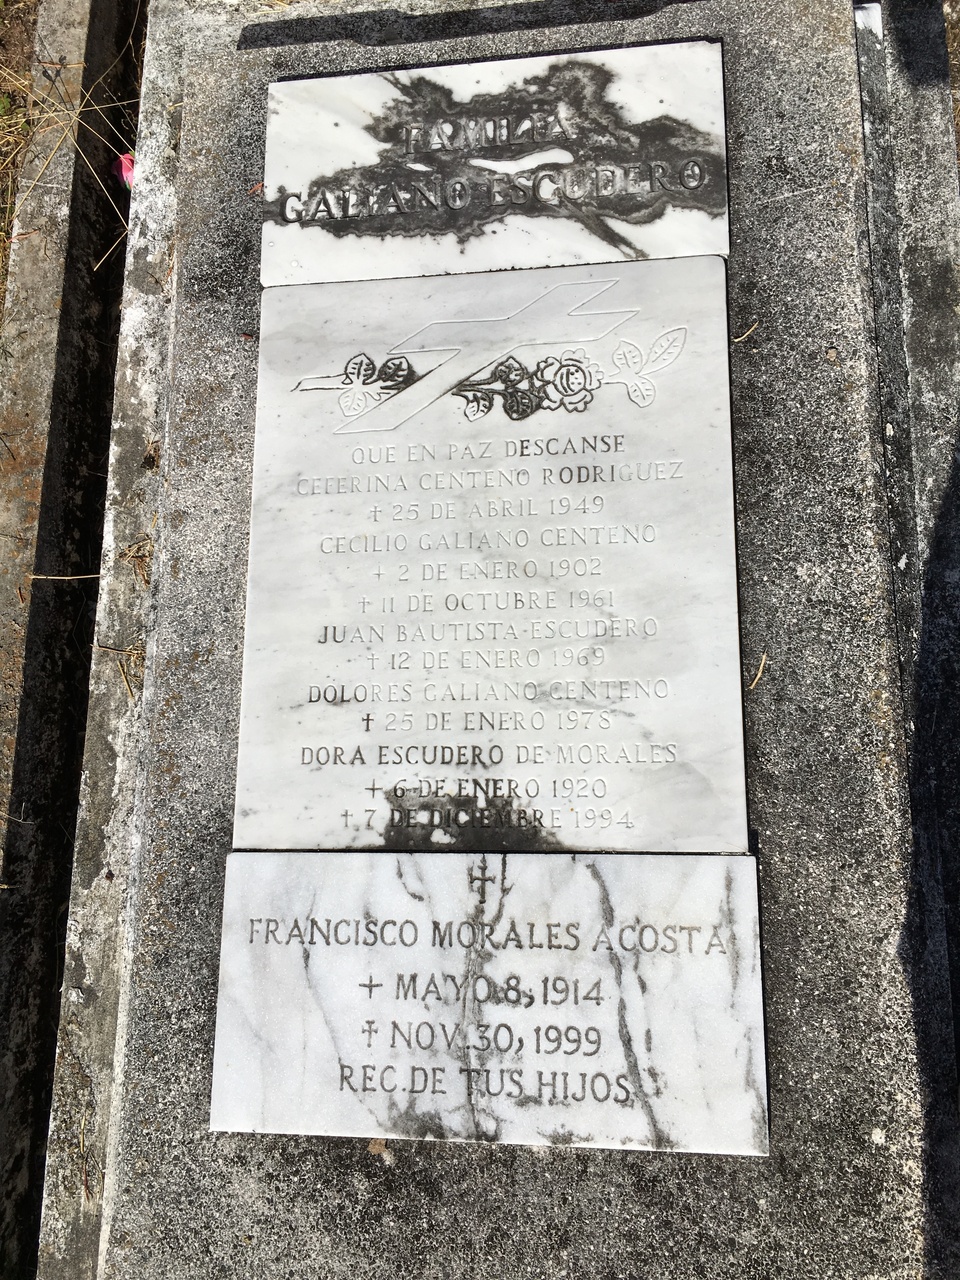 FAMILIA
GALIANO ESCUDERO
QUE EN PAZ DESCANSE
CEFERINA CENTENO RODRIGUEZ
† 25 DE ABRIL 1949
CECILIO GALIANO CENTENO
+ 2 DE ENERO 1902
† 11 DE OCTUBRE 1961
JUAN BAUTISTA ESCUDERO
† 12 DE ENERO 1969
DOLORES GALIANO CENTENO
† 25 DE ENERO 1978
DORA ESCUDERO DE MORALES
+ 6 DE ENERO 1920
† 7 DE DICIEMBRE 1994
FRANCISCO MORALES ACOSTA
+ MAYO 8, 1914
† NOV. 30, 1999
REC. DE TUS HIJOS